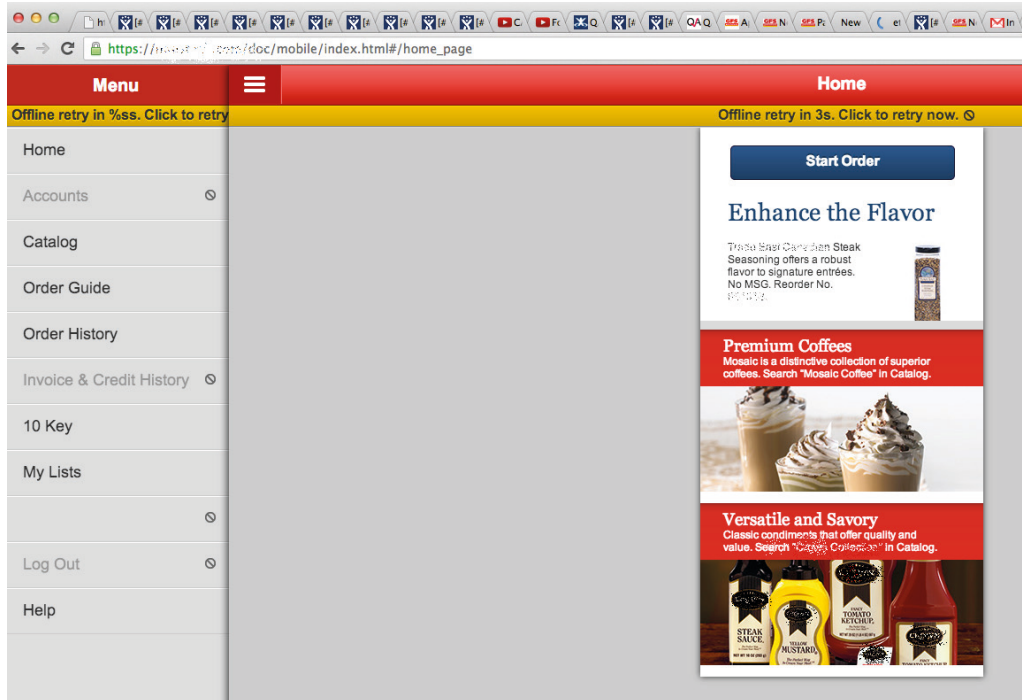 QA Q
New
https://
.com/doc/mobile/index.html#/home_page
Menu
Home
Offline retry in %ss. Click to retry
Offline retry in 3s. Click to retry now.
Home
Accounts
Catalog
Order Guide
Order History
Invoice & Credit History
10 Key
My Lists
Log Out
Help
Start Order
Enhance the Flavor
Steak
Seasoning offers a robust
flavor to signature entrées.
No MSG. Reorder No.
Premium Coffees
Mosaic is a distinctive collection of superior
coffees. Search "Mosaic Coffee" in Catalog.
Versatile and Savory
Classic condiments that offer quality and
value. Search in Catalog.
STEAK
SAUCE
YELLOW
MUSTARD
FANCY
TOMATO
KETCHUP